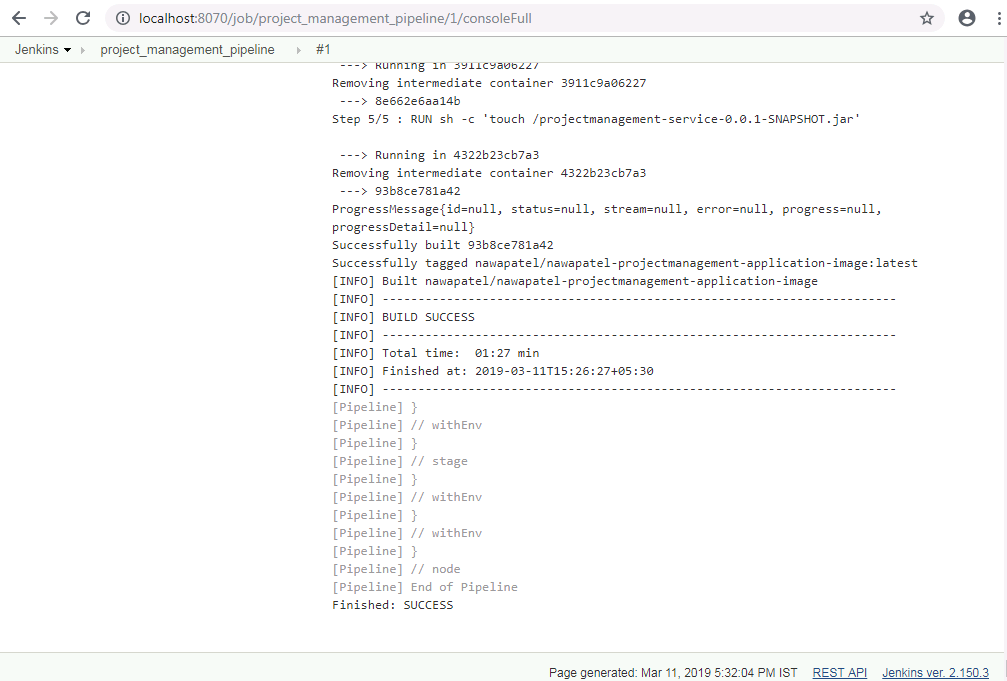 localhost:8070/job/project_management_pipeline/1/consoleFull
Jenkins project_management_pipeline #1
---> Running in 3911c9a06227
Removing intermediate container 3911c9a06227
---> 8e662e6aa14b
Step 5/5 : RUN sh -c 'touch /projectmanagement-service-0.0.1-SNAPSHOT.jar'
---> Running in 4322b23cb7a3
Removing intermediate container 4322b23cb7a3
---> 93b8ce781a42
ProgressMessage{id=null, status=null, stream=null, error=null, progress=null,
progressDetail=null}
Successfully built 93b8ce781a42
Successfully tagged nawapatel/nawapatel-projectmanagement-application-image:latest
[INFO] Built nawapatel/nawapatel-projectmanagement-application-image
[INFO] ------------------------------------------------------------------------
[INFO] BUILD SUCCESS
[INFO] ------------------------------------------------------------------------
[INFO] Total time:  01:27 min
[INFO] Finished at: 2019-03-11T15:26:27+05:30
[INFO] ------------------------------------------------------------------------
[Pipeline] }
[Pipeline] // withEnv
[Pipeline] }
[Pipeline] // stage
[Pipeline] }
[Pipeline] // withEnv
[Pipeline] }
[Pipeline] // withEnv
[Pipeline] }
[Pipeline] // node
[Pipeline] End of Pipeline
Finished: SUCCESS
Page generated: Mar 11, 2019 5:32:04 PM IST REST API Jenkins ver. 2.150.3